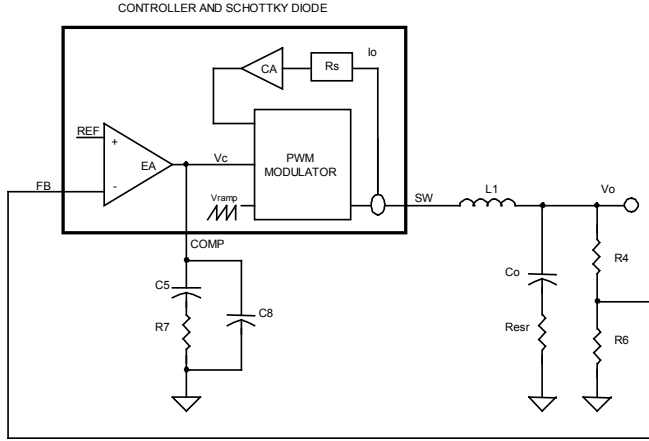 CONTROLLER AND SCHOTTKY DIODE
Io
CA
Rs
REF
+
EA
-
Vc
PWM
MODULATOR
FB
Vramp
SW
L1
Vo
COMP
R4
C5
Co
C8
R7
Resr
R6